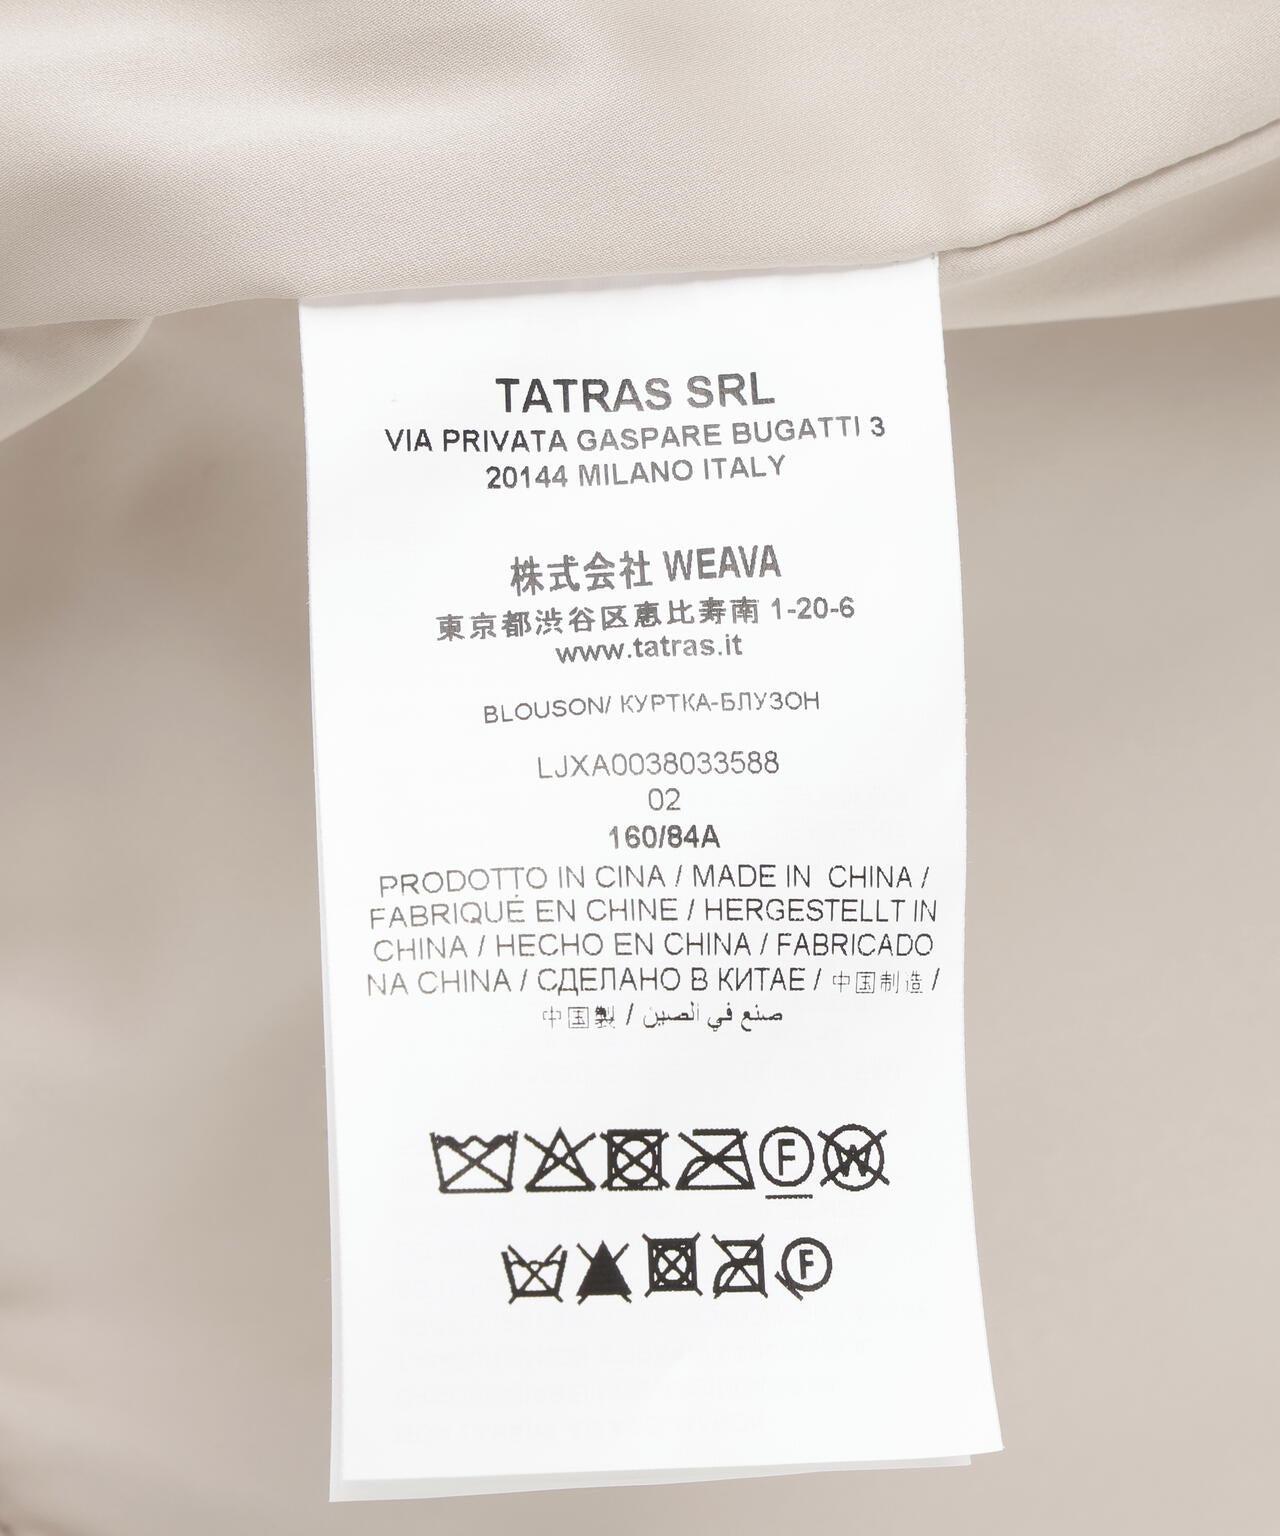 TATRAS SRL
VIA PRIVATA GASPARE BUGATTI 3
20144 MILANO ITALY
株式会社 WEAVA
東京都渋谷区恵比寿南 1-20-6
www.tatras.it
BLOUSON/ КУРТКА-БЛУЗОН
LJXA0038033588
02
160/84A
PRODOTTO IN CINA / MADE IN CHINA /
FABRIQUÉ EN CHINE / HERGESTELLT IN
CHINA / HECHO EN CHINA / FABRICADO
NA CHINA / СДЕЛАНО В КИТАЕ / 中国制造 /
中国製 / صنع في الصين
F W
F